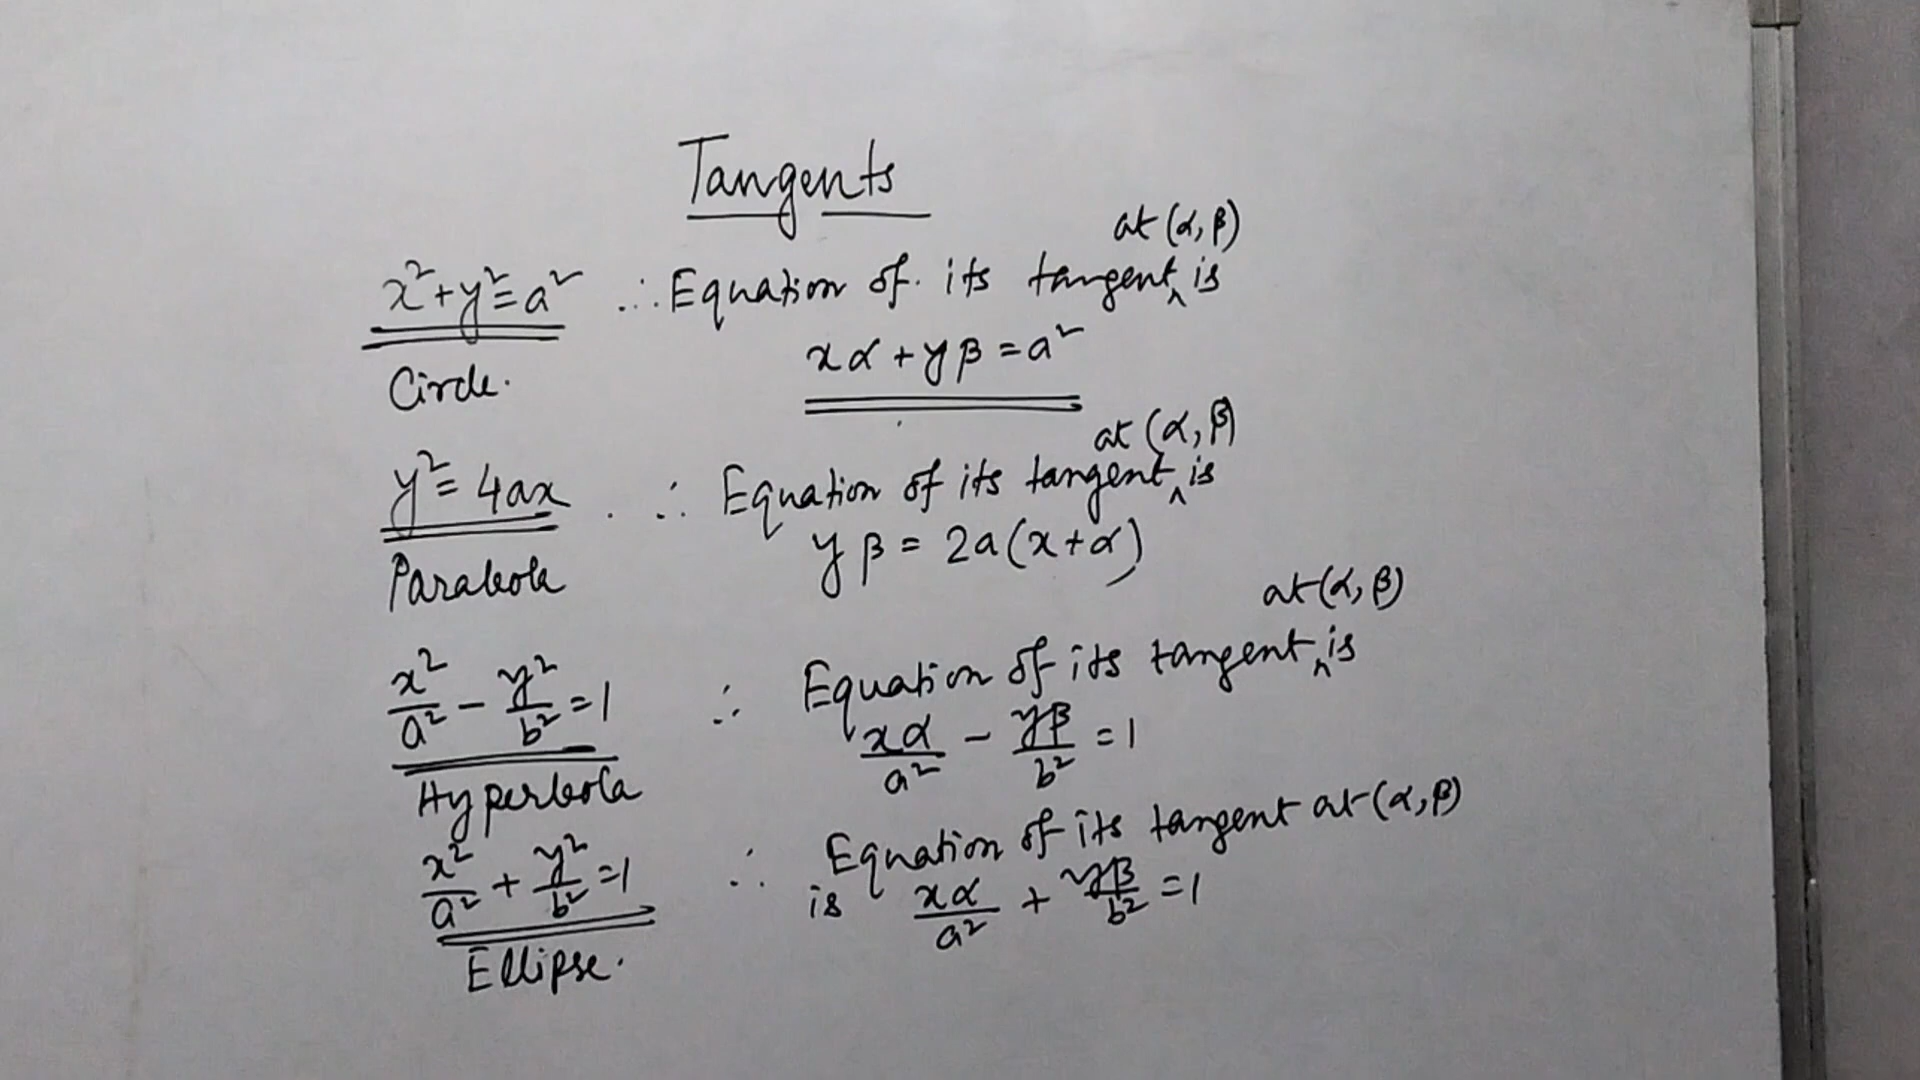 Tangents
at (α, β)
x²+y²=a² ∴ Equation of its tangent ‸ is
xα + yβ = a²
Circle.
at (α, β)
y²= 4ax . ∴ Equation of its tangent ‸ is
yβ = 2a(x+α)
Parabola
at (α, β)
x²/a² - y²/b² = 1 ∴ Equation of its tangent ‸ is
xα/a² - yβ/b² = 1
Hyperbola
x²/a² + y²/b² = 1 ∴ Equation of its tangent at (α, β)
is xα/a² + yβ/b² = 1
Ellipse.